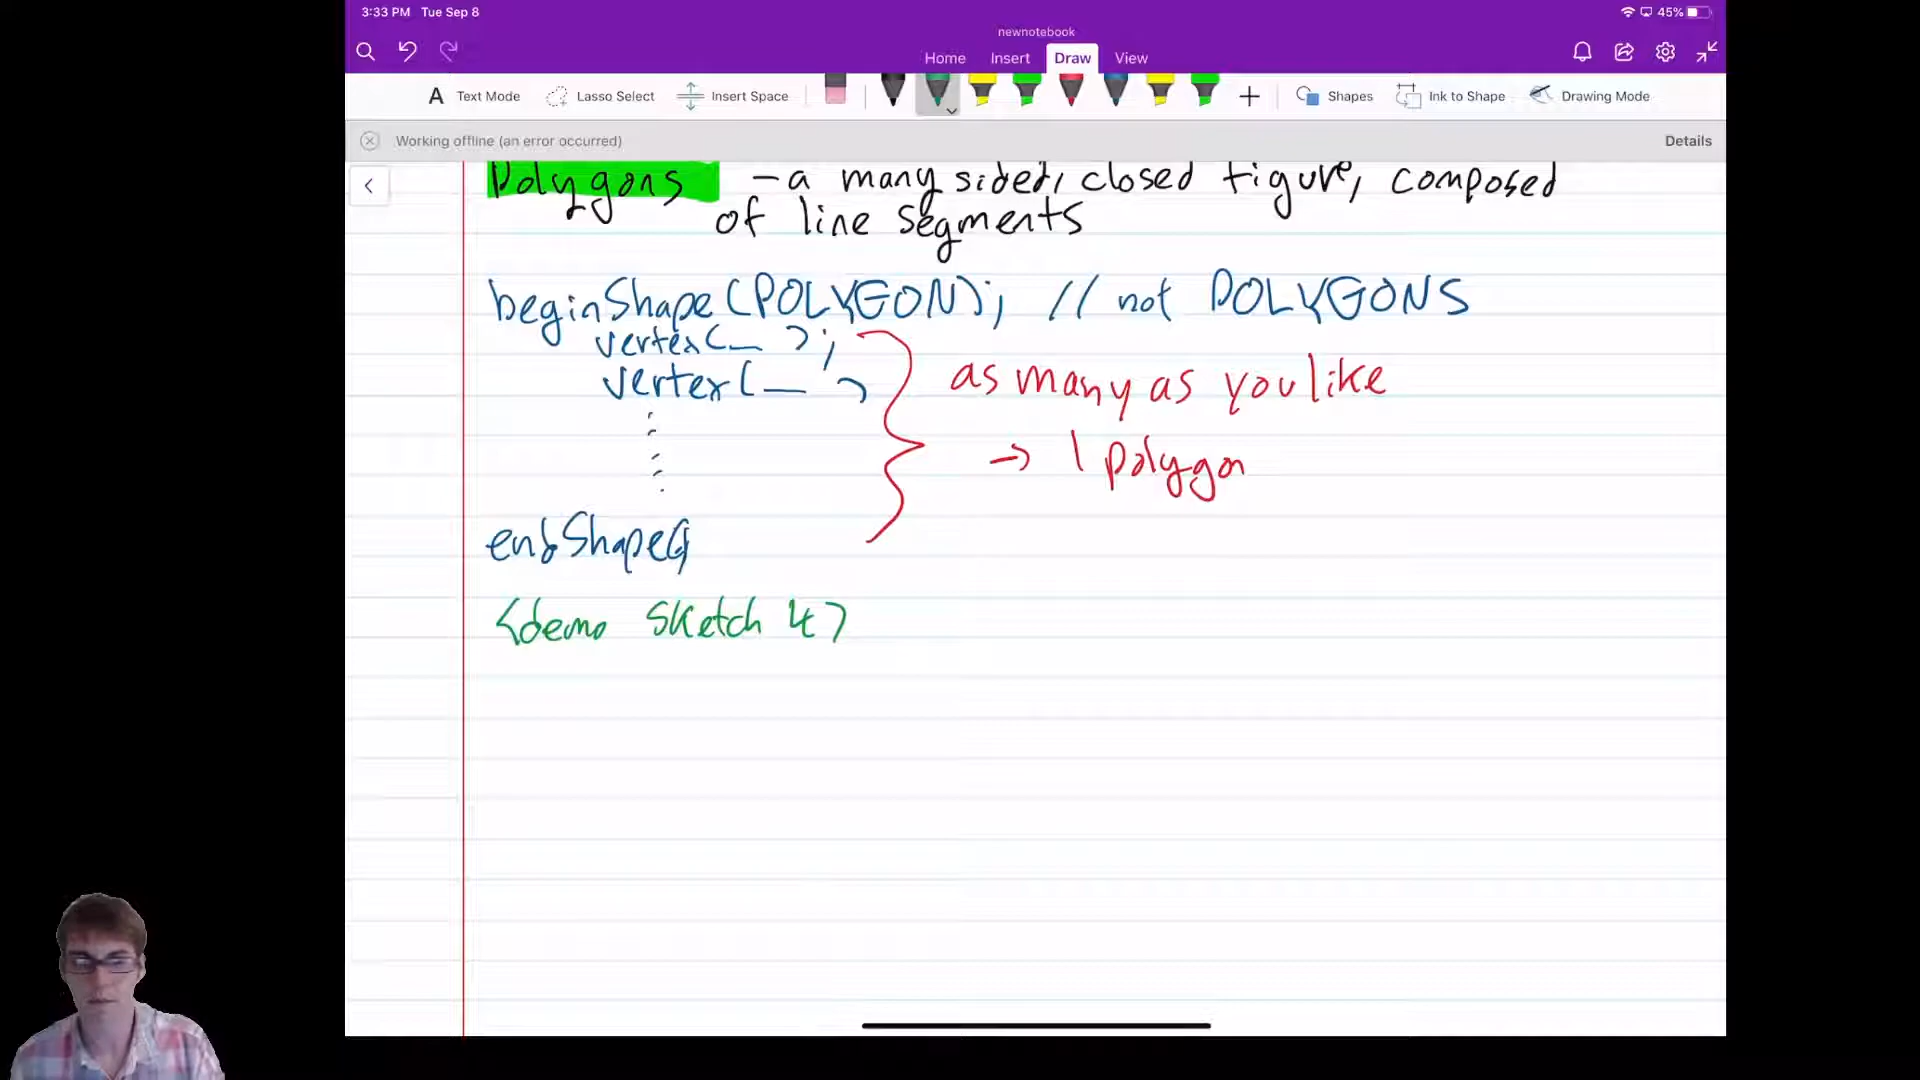 3:33 PM Tue Sep 8
45%
newnotebook
Home Insert Draw View
A Text Mode Lasso Select Insert Space Shapes Ink to Shape Drawing Mode
Working offline (an error occurred) Details
Polygons - a many sided, closed figure, composed
of line segments
beginShape(POLYGON); // not POLYGONS
vertex(_ );
vertex(_ )
as many as you like
→ 1 polygon
endShape();
<demo sketch 4>